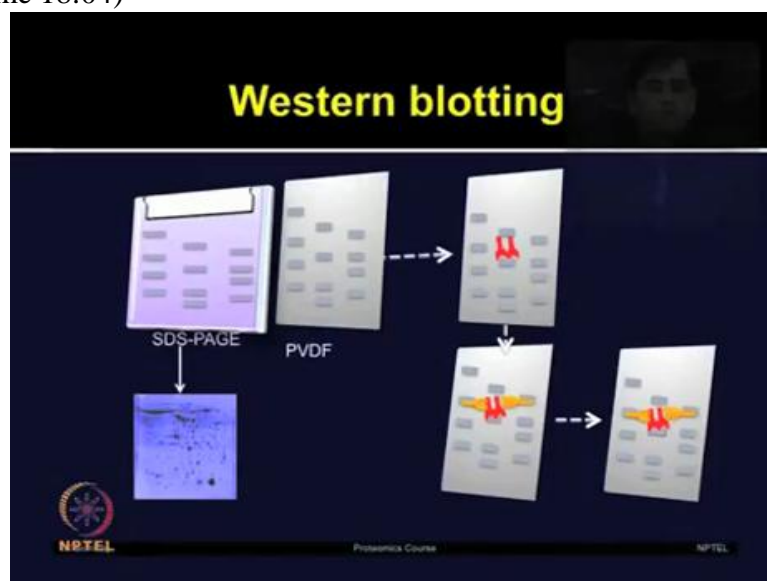 Western blotting
SDS-PAGE
PVDF
NPTEL
Proteomics Course
NPTEL